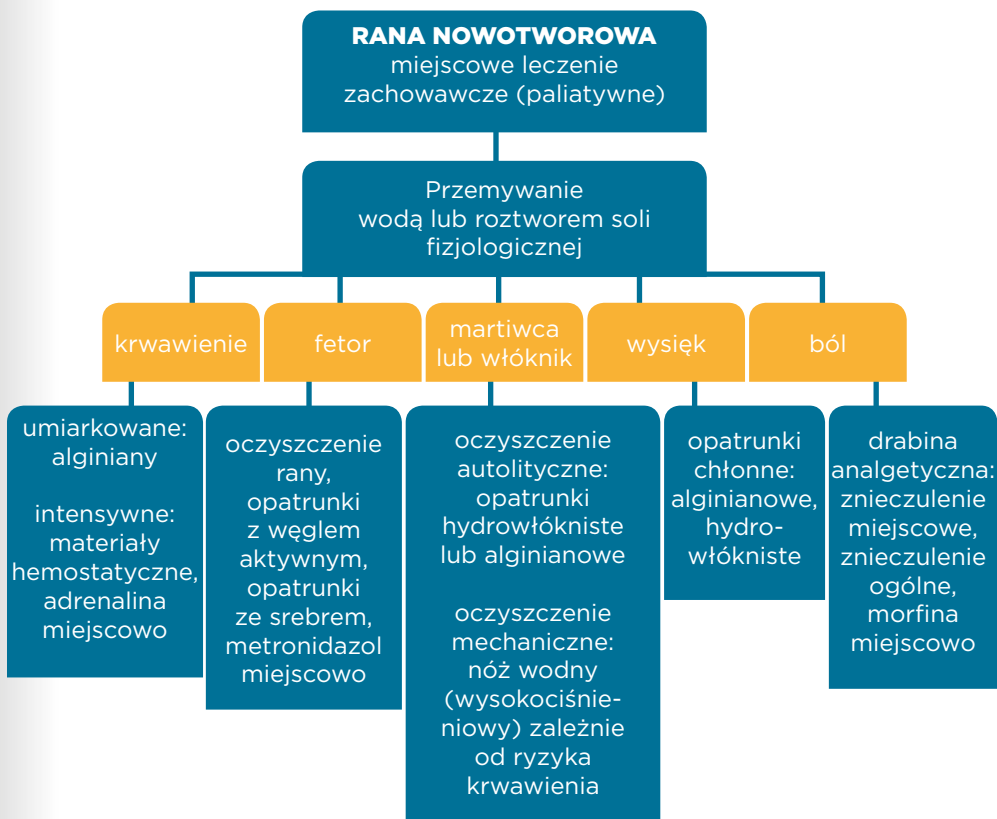 RANA NOWOTWOROWA
miejscowe leczenie
zachowawcze (paliatywne)
Przemywanie
wodą lub roztworem soli
fizjologicznej
krwawienie
fetor
martiwca
lub włóknik
wysięk
ból
umiarkowane:
alginiany
intensywne:
materiały
hemostatyczne,
adrenalina
miejscowo
oczyszczenie
rany,
opatrunki
z węglem
aktywnym,
opatrunki
ze srebrem,
metronidazol
miejscowo
oczyszczenie
autolityczne:
opatrunki
hydrowłókniste
lub alginianowe
oczyszczenie
mechaniczne:
nóż wodny
(wysokociśnie-
niowy) zależnie
od ryzyka
krwawienia
opatrunki
chłonne:
alginianowe,
hydro-
włókniste
drabina
analgetyczna:
znieczulenie
miejscowe,
znieczulenie
ogólne,
morfina
miejscowo